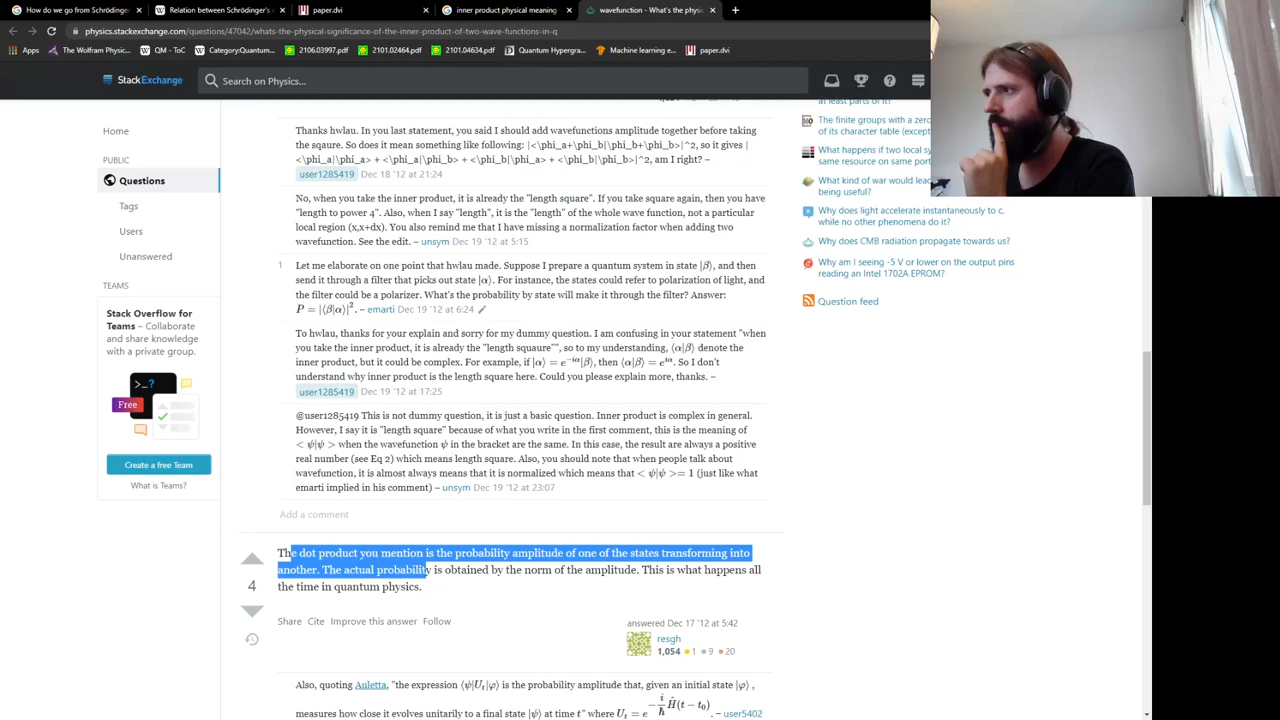 How do we go from Schrödinger's
Relation between Schrödinger's
paper.dvi
inner product physical meaning
wavefunction - What's the physi
physics.stackexchange.com/questions/47042/whats-the-physical-significance-of-the-inner-product-of-two-wave-functions-in-q
Apps
The Wolfram Physic...
QM - ToC
Category:Quantum...
2106.03997.pdf
2101.02464.pdf
2101.04634.pdf
Quantum Hypergra...
Machine learning e...
paper.dvi
StackExchange
Search on Physics...
Home
PUBLIC
Questions
Tags
Users
Unanswered
TEAMS
Stack Overflow for
Teams – Collaborate
and share knowledge
with a private group.
>_?
Free
Create a free Team
What is Teams?
Thanks hwlau. In you last statement, you said I should add wavefunctions amplitude together before taking
the sqaure. So does it mean something like following: |<\phi_a+\phi_b|\phi_b+\phi_b>|^2, so it gives |
<\phi_a|\phi_a> + <\phi_a|\phi_b> + <\phi_b|\phi_a> + <\phi_b|\phi_b>|^2, am I right? –
user1285419 Dec 18 '12 at 21:24
No, when you take the inner product, it is already the "length square". If you take square again, then you have
"length to power 4". Also, when I say "length", it is the "length" of the whole wave function, not a particular
local region (x,x+dx). You also remind me that I have missing a normalization factor when adding two
wavefunction. See the edit. – unsym Dec 19 '12 at 5:15
1
Let me elaborate on one point that hwlau made. Suppose I prepare a quantum system in state |β⟩, and then
send it through a filter that picks out state |α⟩. For instance, the states could refer to polarization of light, and
the filter could be a polarizer. What's the probability by state will make it through the filter? Answer:
P = |⟨β|α⟩|². – emarti Dec 19 '12 at 6:24
To hwlau, thanks for your explain and sorry for my dummy question. I am confusing in your statement "when
you take the inner product, it is already the "length squaure"", so to my understanding, ⟨α|β⟩ denote the
inner product, but it could be complex. For example, if |α⟩ = e^{−iα}|β⟩, then ⟨α|β⟩ = e^{iα}. So I don't
understand why inner product is the length square here. Could you please explain more, thanks. –
user1285419 Dec 19 '12 at 17:25
@user1285419 This is not dummy question, it is just a basic question. Inner product is complex in general.
However, I say it is "length square" because of what you write in the first comment, this is the meaning of
< ψ|ψ > when the wavefunction ψ in the bracket are the same. In this case, the result are always a positive
real number (see Eq 2) which means length square. Also, you should note that when people talk about
wavefunction, it is almost always means that it is normalized which means that < ψ|ψ >= 1 (just like what
emarti implied in his comment) – unsym Dec 19 '12 at 23:07
Add a comment
4
The dot product you mention is the probability amplitude of one of the states transforming into
another. The actual probability is obtained by the norm of the amplitude. This is what happens all
the time in quantum physics.
Share Cite Improve this answer Follow
answered Dec 17 '12 at 5:42
resgh
1,054 1 9 20
Also, quoting Auletta, "the expression ⟨ψ|U_t|φ⟩ is the probability amplitude that, given an initial state |φ⟩ ,
measures how close it evolves unitarily to a final state |ψ⟩ at time t" where U_t = e^{−\frac{i}{ħ}Ĥ(t−t_0)}. – user5402
at least parts of it?
The finite groups with a zero
of its character table (except
What happens if two local sy
same resource on same port
What kind of war would lead
being useful?
Why does light accelerate instantaneously to c,
while no other phenomena do it?
Why does CMB radiation propagate towards us?
Why am I seeing -5 V or lower on the output pins
reading an Intel 1702A EPROM?
Question feed